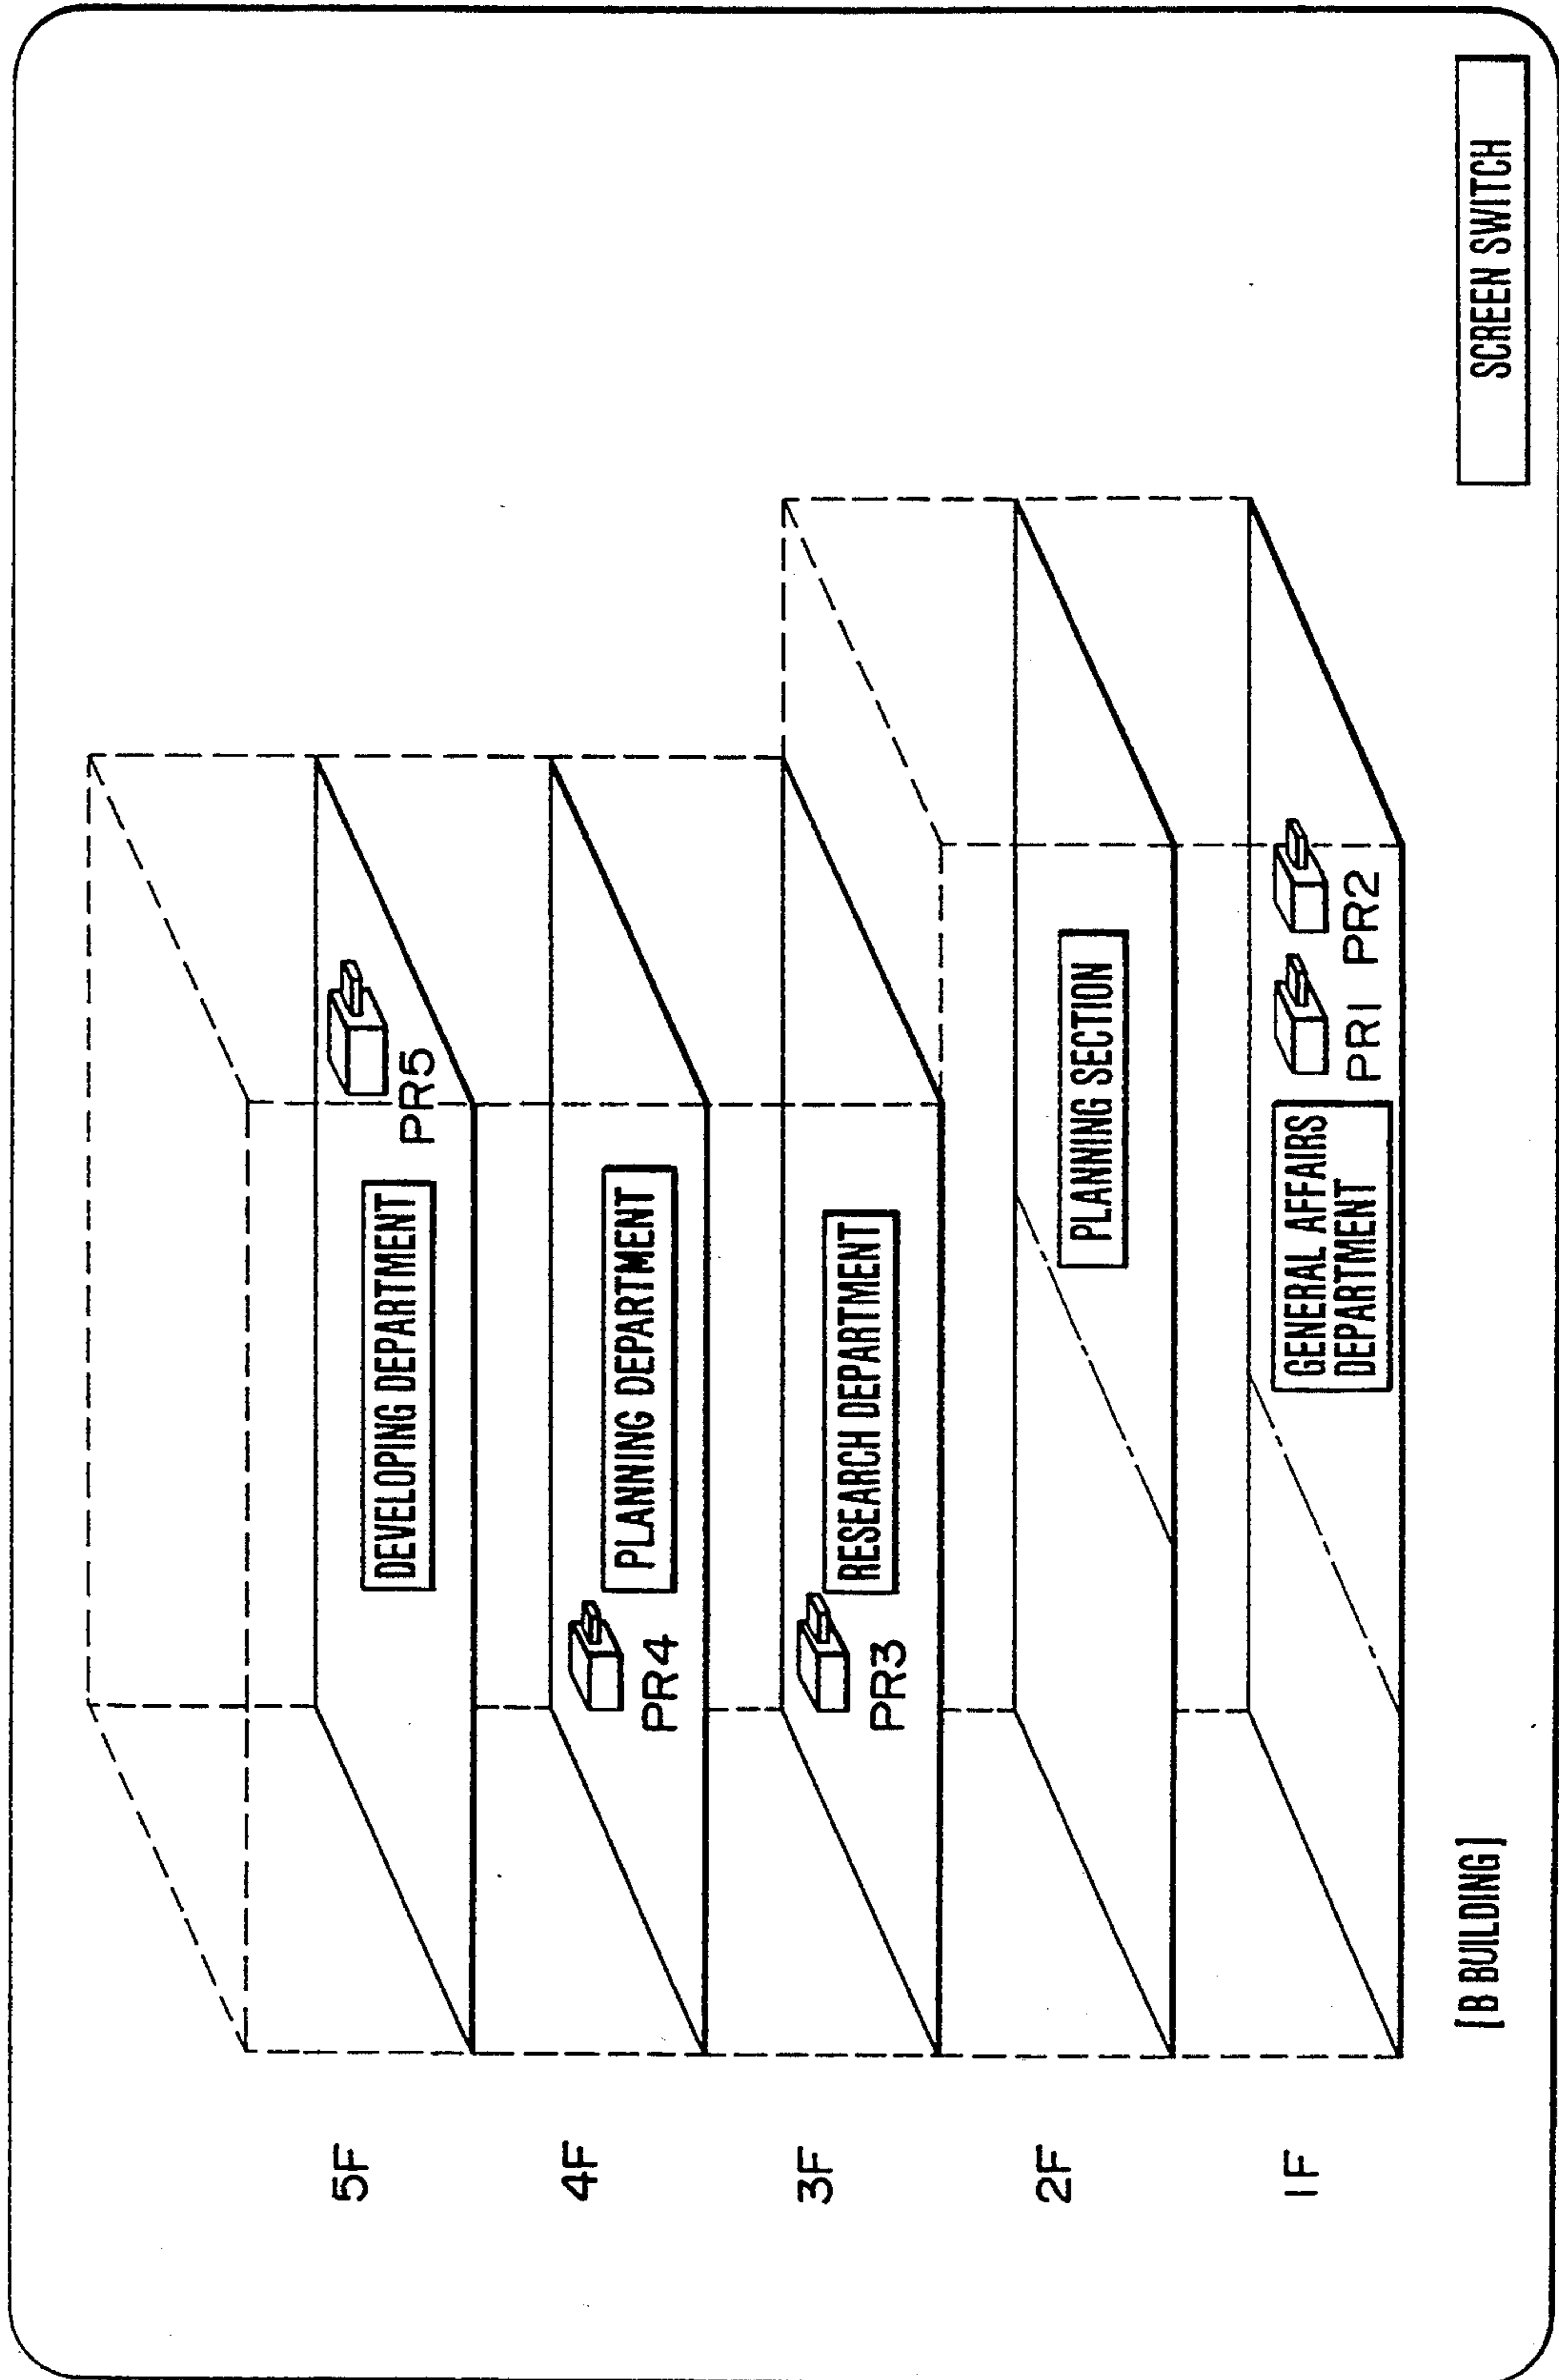 5F
DEVELOPING DEPARTMENT
PR5
4F
PR4
PLANNING DEPARTMENT
3F
PR3
RESEARCH DEPARTMENT
2F
PLANNING SECTION
1F
GENERAL AFFAIRS
DEPARTMENT
PR1
PR2
[B BUILDING]
SCREEN SWITCH